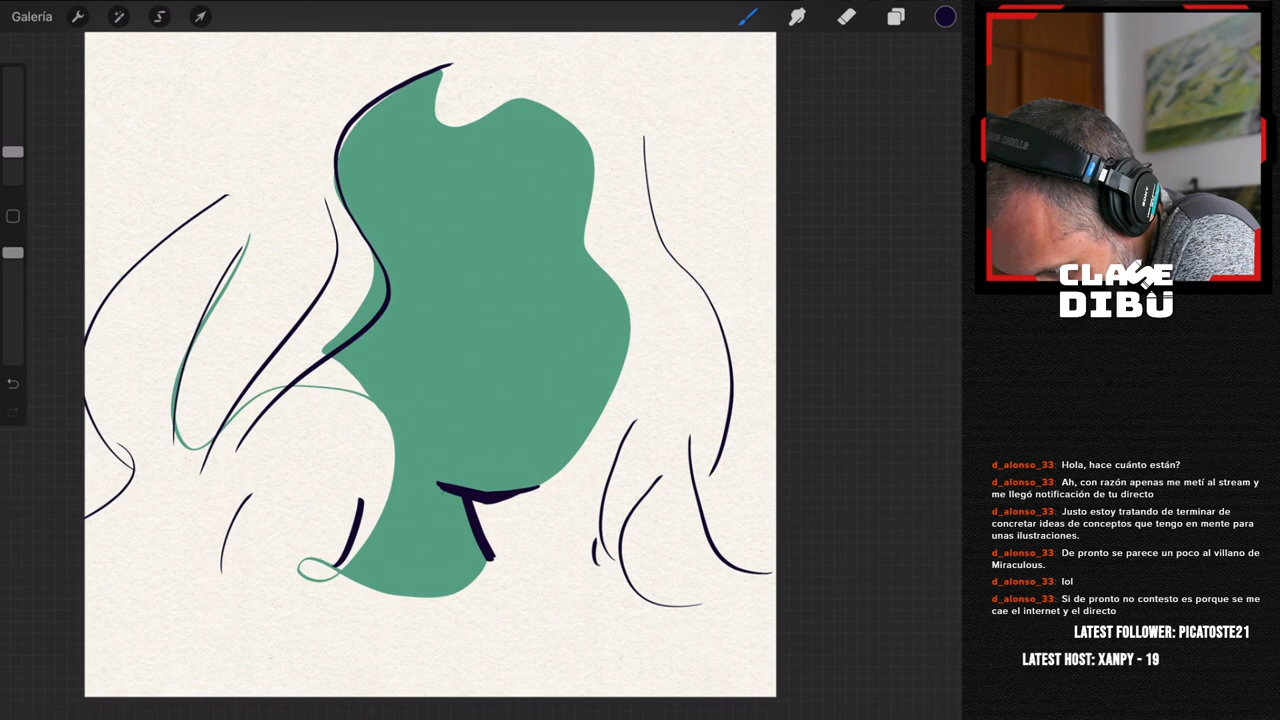 Galería
SONY
CLASE
DIBU
d_alonso_33: Hola, hace cuánto están?
d_alonso_33: Ah, con razón apenas me metí al stream y
me llegó notificación de tu directo
d_alonso_33: Justo estoy tratando de terminar de
concretar ideas de conceptos que tengo en mente para
unas ilustraciones.
d_alonso_33: De pronto se parece un poco al villano de
Miraculous.
d_alonso_33: lol
d_alonso_33: Si de pronto no contesto es porque se me
cae el internet y el directo
LATEST FOLLOWER: PICATOSTE21
LATEST HOST: XANPY - 19